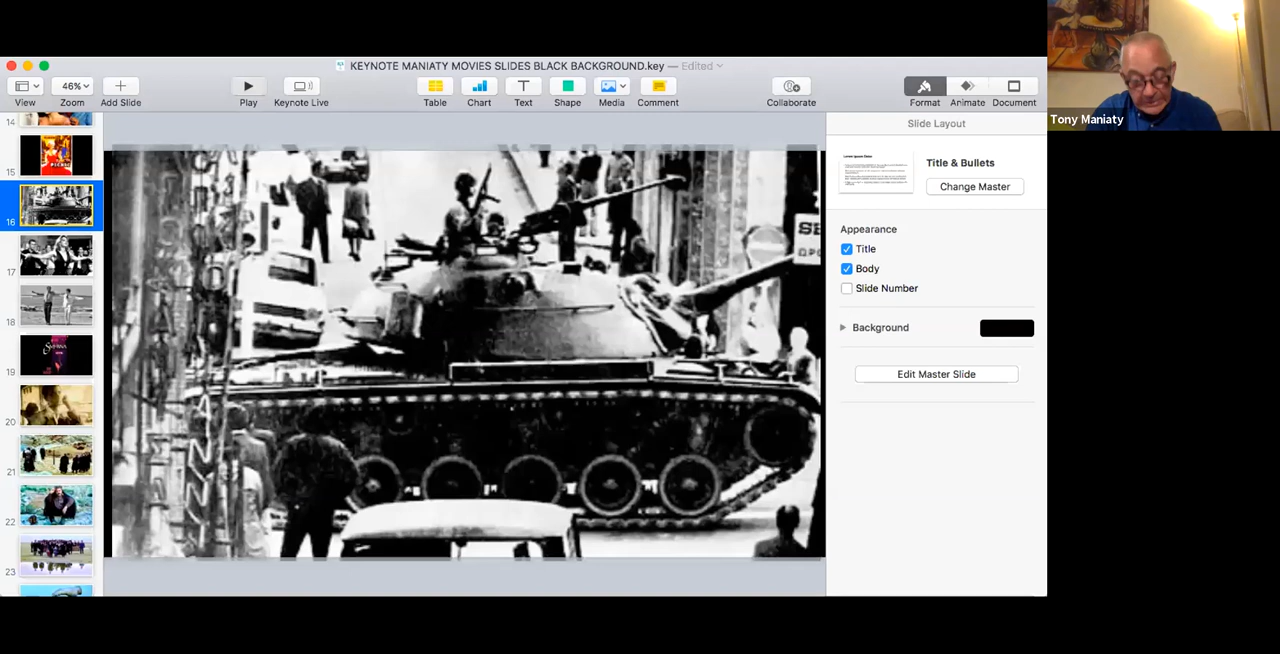 KEYNOTE MANIATY MOVIES SLIDES BLACK BACKGROUND.key — Edited
46%
View Zoom Add Slide Play Keynote Live Table Chart Text Shape Media Comment Collaborate Format Animate Document
Tony Maniaty
14
15
16
17
18
19
20
21
22
23
Slide Layout
Title & Bullets
Change Master
Appearance
Title
Body
Slide Number
Background
Edit Master Slide